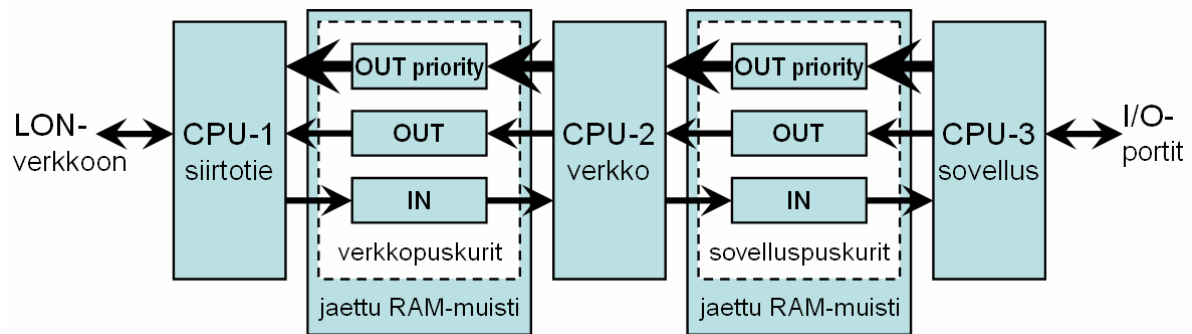 LON-
verkkoon
CPU-1
siirtotie
OUT priority
OUT
IN
verkkopuskurit
jaettu RAM-muisti
CPU-2
verkko
OUT priority
OUT
IN
sovelluspuskurit
jaettu RAM-muisti
CPU-3
sovellus
I/O-
portit